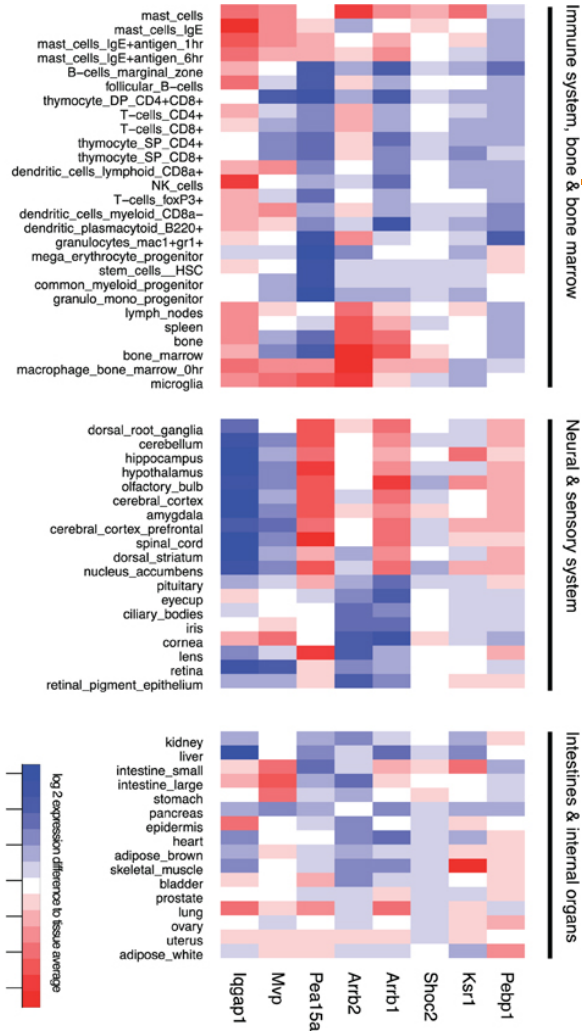 Immune system, bone & bone marrow
mast_cells
mast_cells_IgE
mast_cells_IgE+antigen_1hr
mast_cells_IgE+antigen_6hr
B-cells_marginal_zone
follicular_B-cells
thymocyte_DP_CD4+CD8+
T-cells_CD4+
T-cells_CD8+
thymocyte_SP_CD4+
thymocyte_SP_CD8+
dendritic_cells_lymphoid_CD8a+
NK_cells
T-cells_foxP3+
dendritic_cells_myeloid_CD8a-
dendritic_plasmacytoid_B220+
granulocytes_mac1+gr1+
mega_erythrocyte_progenitor
stem_cells__HSC
common_myeloid_progenitor
granulo_mono_progenitor
lymph_nodes
spleen
bone
bone_marrow
macrophage_bone_marrow_0hr
microglia
Neural & sensory system
dorsal_root_ganglia
cerebellum
hippocampus
hypothalamus
olfactory_bulb
cerebral_cortex
amygdala
cerebral_cortex_prefrontal
spinal_cord
dorsal_striatum
nucleus_accumbens
pituitary
eyecup
ciliary_bodies
iris
cornea
lens
retina
retinal_pigment_epithelium
Intestines & internal organs
kidney
liver
intestine_small
intestine_large
stomach
pancreas
epidermis
heart
adipose_brown
skeletal_muscle
bladder
prostate
lung
ovary
uterus
adipose_white
log 2 expression difference to tissue average
Iqgap1
Mvp
Pea15a
Arrb2
Arrb1
Shoc2
Ksr1
Pebp1